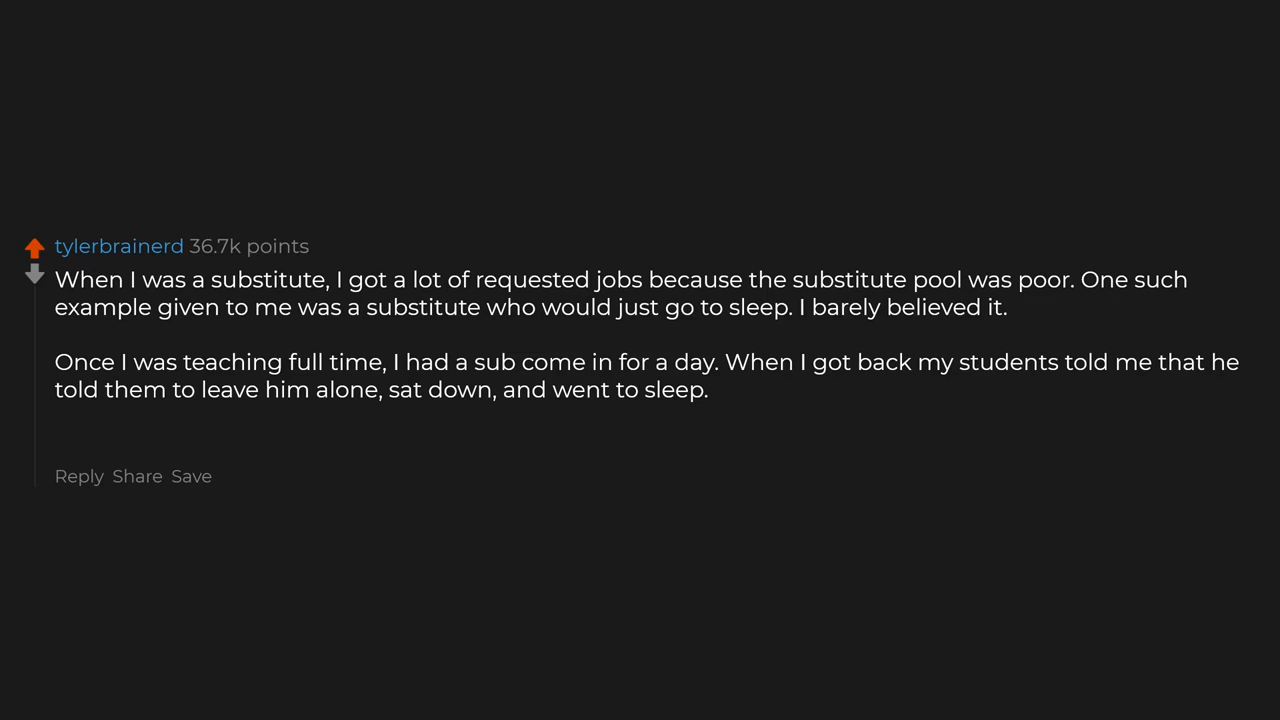 tylerbrainerd 36.7k points
When I was a substitute, I got a lot of requested jobs because the substitute pool was poor. One such
example given to me was a substitute who would just go to sleep. I barely believed it.
Once I was teaching full time, I had a sub come in for a day. When I got back my students told me that he
told them to leave him alone, sat down, and went to sleep.
Reply Share Save